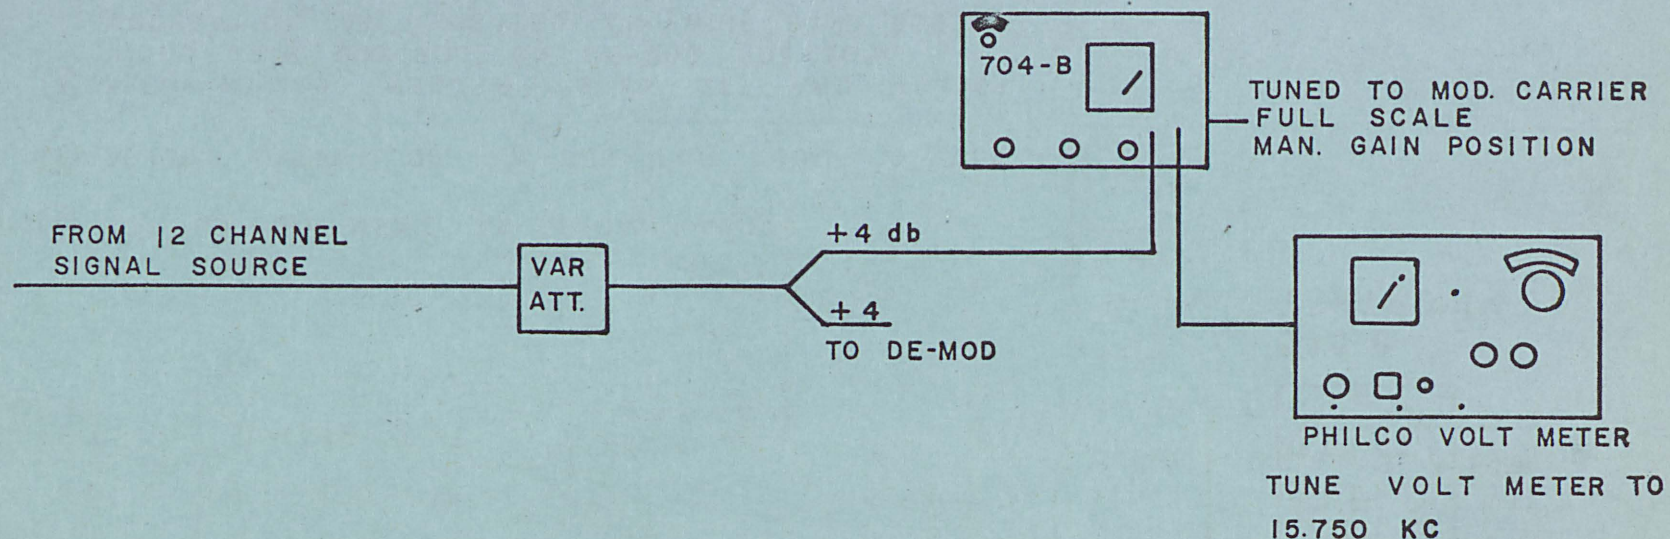 704-B
TUNED TO MOD. CARRIER
FULL SCALE
MAN. GAIN POSITION
FROM 12 CHANNEL
SIGNAL SOURCE
VAR
ATT.
+4 db
+4
TO DE-MOD
PHILCO VOLT METER
TUNE VOLT METER TO
15.750 KC